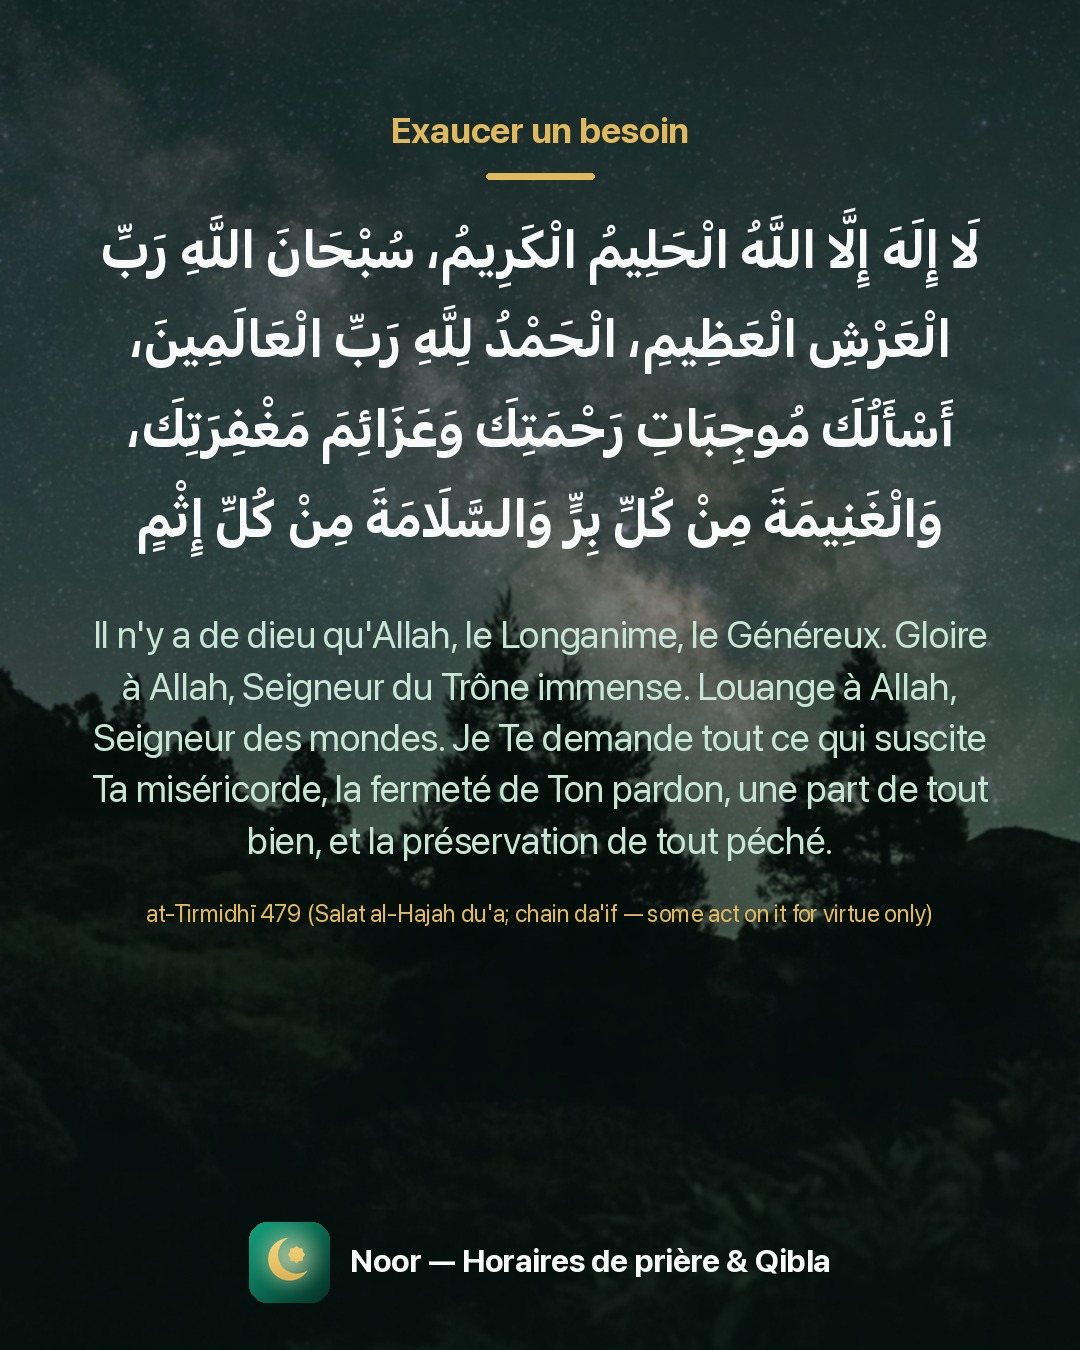 Exaucer un besoin
لَا إِلَهَ إِلَّا اللَّهُ الْحَلِيمُ الْكَرِيمُ، سُبْحَانَ اللَّهِ رَبِّ
الْعَرْشِ الْعَظِيمِ، الْحَمْدُ لِلَّهِ رَبِّ الْعَالَمِينَ،
أَسْأَلُكَ مُوجِبَاتِ رَحْمَتِكَ وَعَزَائِمَ مَغْفِرَتِكَ،
وَالْغَنِيمَةَ مِنْ كُلِّ بِرٍّ وَالسَّلَامَةَ مِنْ كُلِّ إِثْمٍ
Il n'y a de dieu qu'Allah, le Longanime, le Généreux. Gloire
à Allah, Seigneur du Trône immense. Louange à Allah,
Seigneur des mondes. Je Te demande tout ce qui suscite
Ta miséricorde, la fermeté de Ton pardon, une part de tout
bien, et la préservation de tout péché.
at-Tirmidhī 479 (Salat al-Hajah du'a; chain da'if — some act on it for virtue only)
Noor — Horaires de prière & Qibla